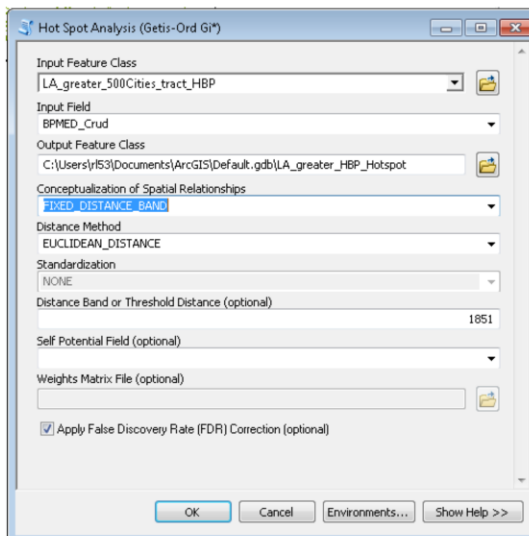 Hot Spot Analysis (Getis-Ord Gi*)
Input Feature Class
LA_greater_500Cities_tract_HBP
Input Field
BPMED_Crud
Output Feature Class
C:\Users\rl53\Documents\ArcGIS\Default.gdb\LA_greater_HBP_Hotspot
Conceptualization of Spatial Relationships
FIXED_DISTANCE_BAND
Distance Method
EUCLIDEAN_DISTANCE
Standardization
NONE
Distance Band or Threshold Distance (optional)
1851
Self Potential Field (optional)
Weights Matrix File (optional)
Apply False Discovery Rate (FDR) Correction (optional)
OK Cancel Environments... Show Help >>